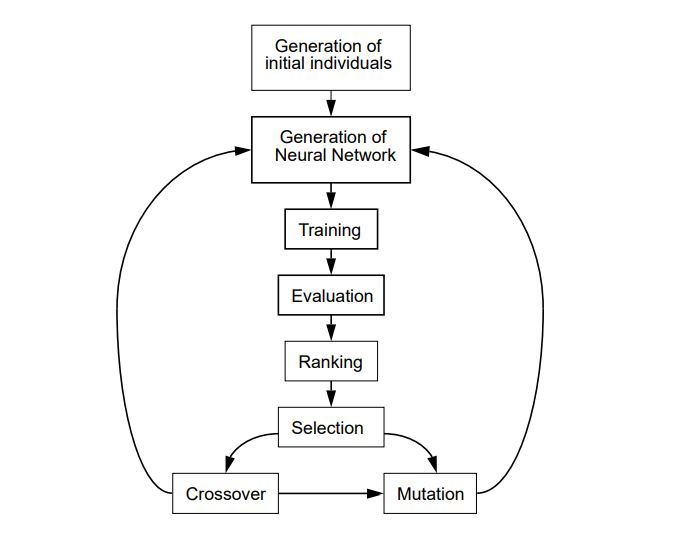 Generation of
initial individuals
Generation of
Neural Network
Training
Evaluation
Ranking
Selection
Crossover
Mutation